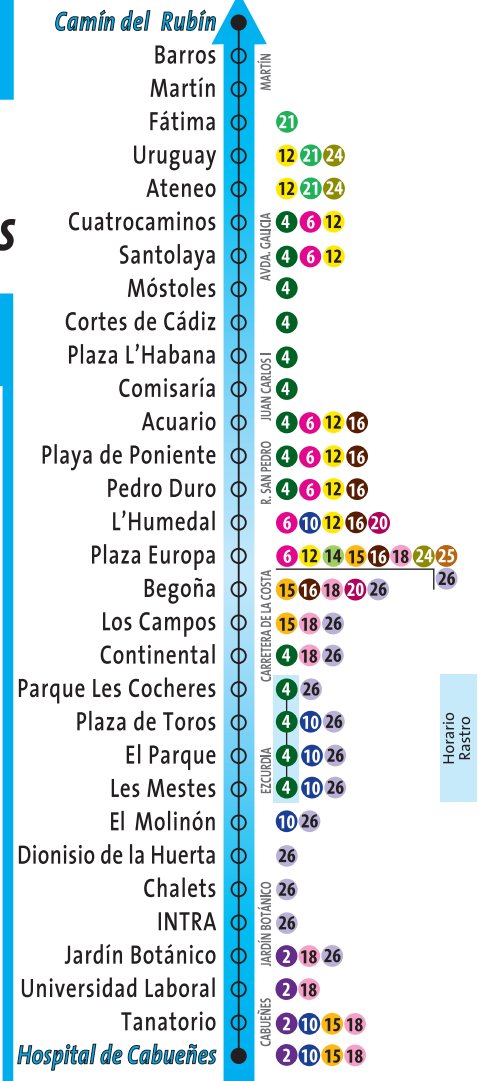 Camín del Rubín
Barros
MARTÍN
Martín
Fátima 21
Uruguay 12 21 24
Ateneo 12 21 24
Cuatrocaminos 4 6 12
AVDA. GALICIA
S
Santolaya 4 6 12
Móstoles 4
Cortes de Cádiz 4
Plaza L'Habana 4
JUAN CARLOS I
Comisaría 4
Acuario 4 6 12 16
Playa de Poniente 4 6 12 16
R. SAN PEDRO
Pedro Duro 4 6 12 16
L'Humedal 6 10 12 16 20
Plaza Europa 6 12 14 15 16 18 24 25
26
Begoña 15 16 18 20 26
CARRETERA DE LA COSTA
Los Campos 15 18 26
Continental 4 18 26
Parque Les Cocheres 4 26
Plaza de Toros 4 10 26
Horario
Rastro
El Parque 4 10 26
EZCURDIA
Les Mestes 4 10 26
El Molinón 10 26
Dionisio de la Huerta 26
Chalets 26
INTRA 26
JARDÍN BOTÁNICO
Jardín Botánico 2 18 26
Universidad Laboral 2 18
CABUEÑES
Tanatorio 2 10 15 18
Hospital de Cabueñes 2 10 15 18